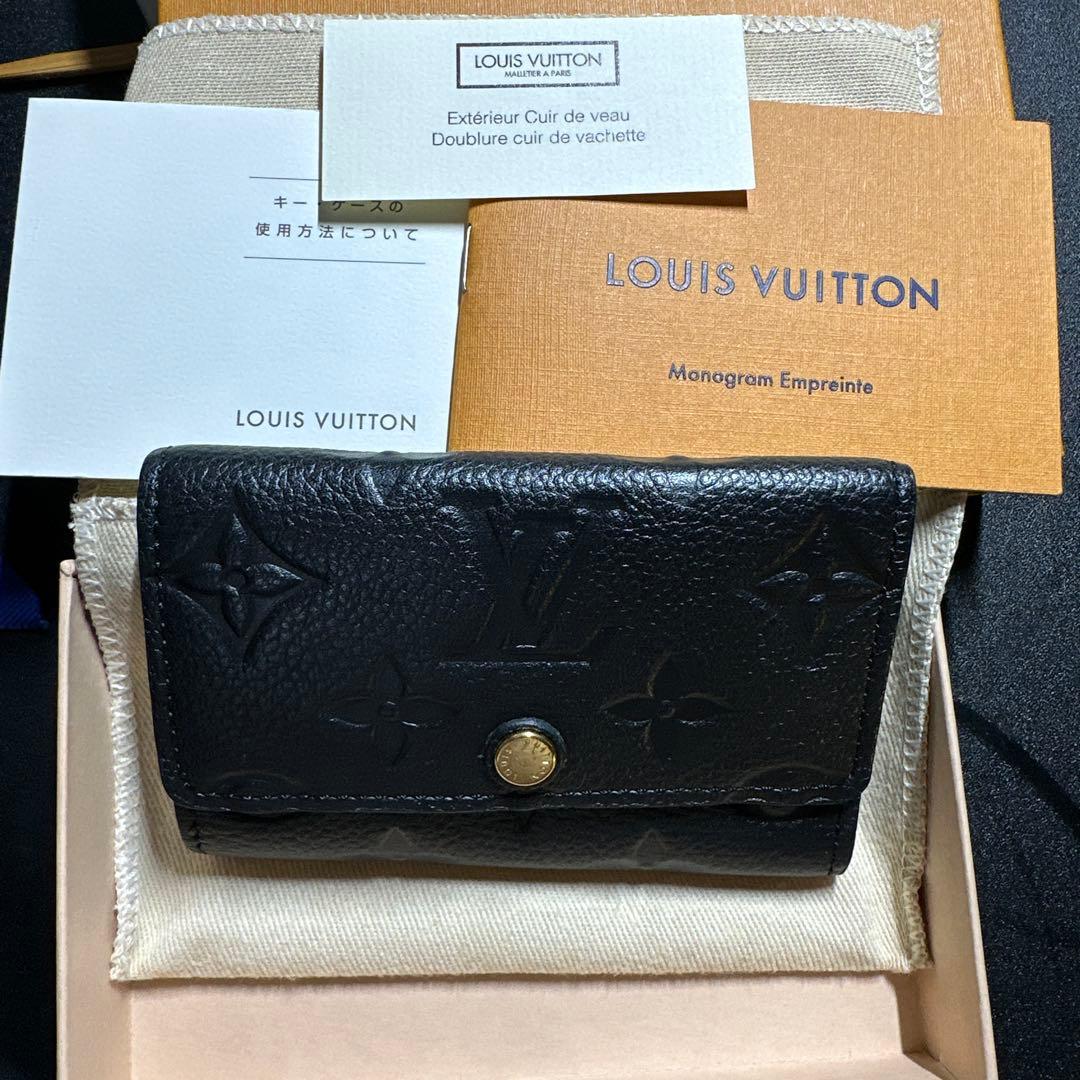 LOUIS VUITTON
MALLETIER A PARIS
Extérieur Cuir de veau
Doublure cuir de vachette
キー・ケースの
使用方法について
LOUIS VUITTON
LOUIS VUITTON
Monogram Empreinte
LV